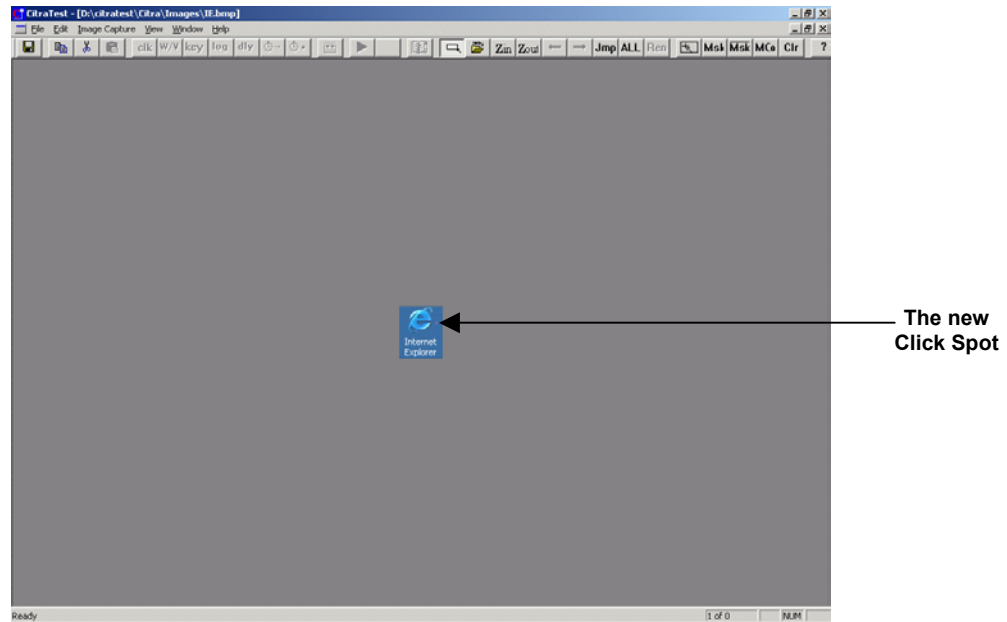 CitraTest - [D:\citratest\Citra\Images\IE.bmp]
File Edit Image Capture View Window Help
clk W/V key log dly Zin Zout Jmp ALL Ren Msk Msk MCo Clr ?
Internet
Explorer
The new
Click Spot
Ready 1 of 0 NUM